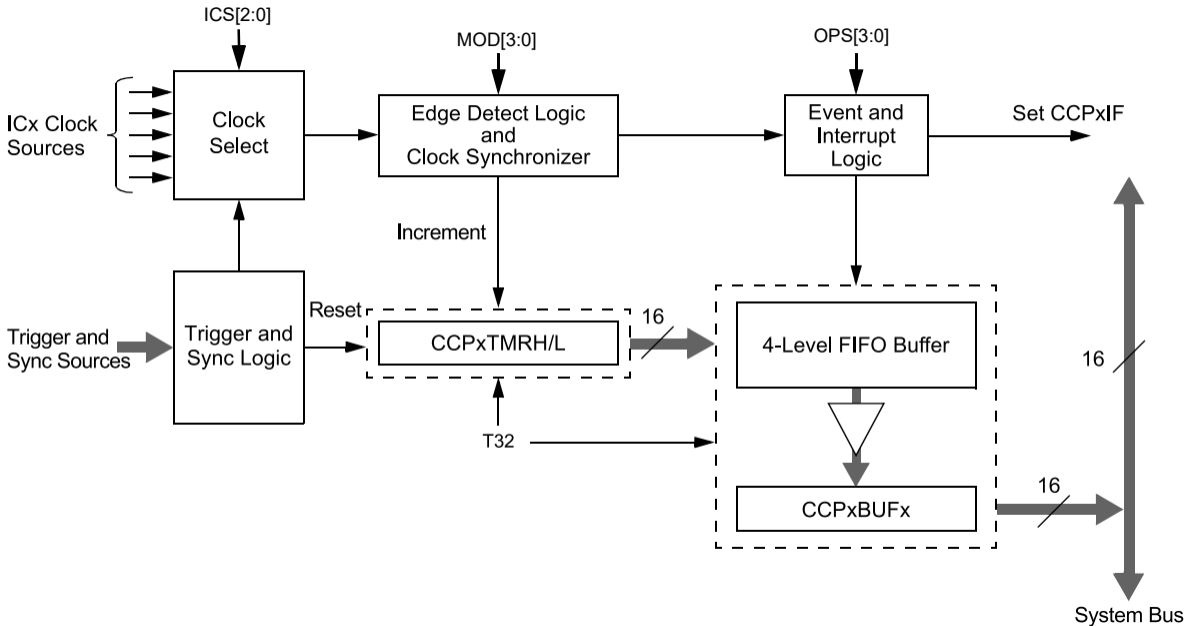 ICS[2:0]
MOD[3:0]
OPS[3:0]
ICx Clock
Sources
Clock
Select
Edge Detect Logic
and
Clock Synchronizer
Event and
Interrupt
Logic
Set CCPxIF
Increment
Trigger and
Sync Sources
Trigger and
Sync Logic
Reset
CCPxTMRH/L
16
4-Level FIFO Buffer
16
T32
CCPxBUFx
16
System Bus